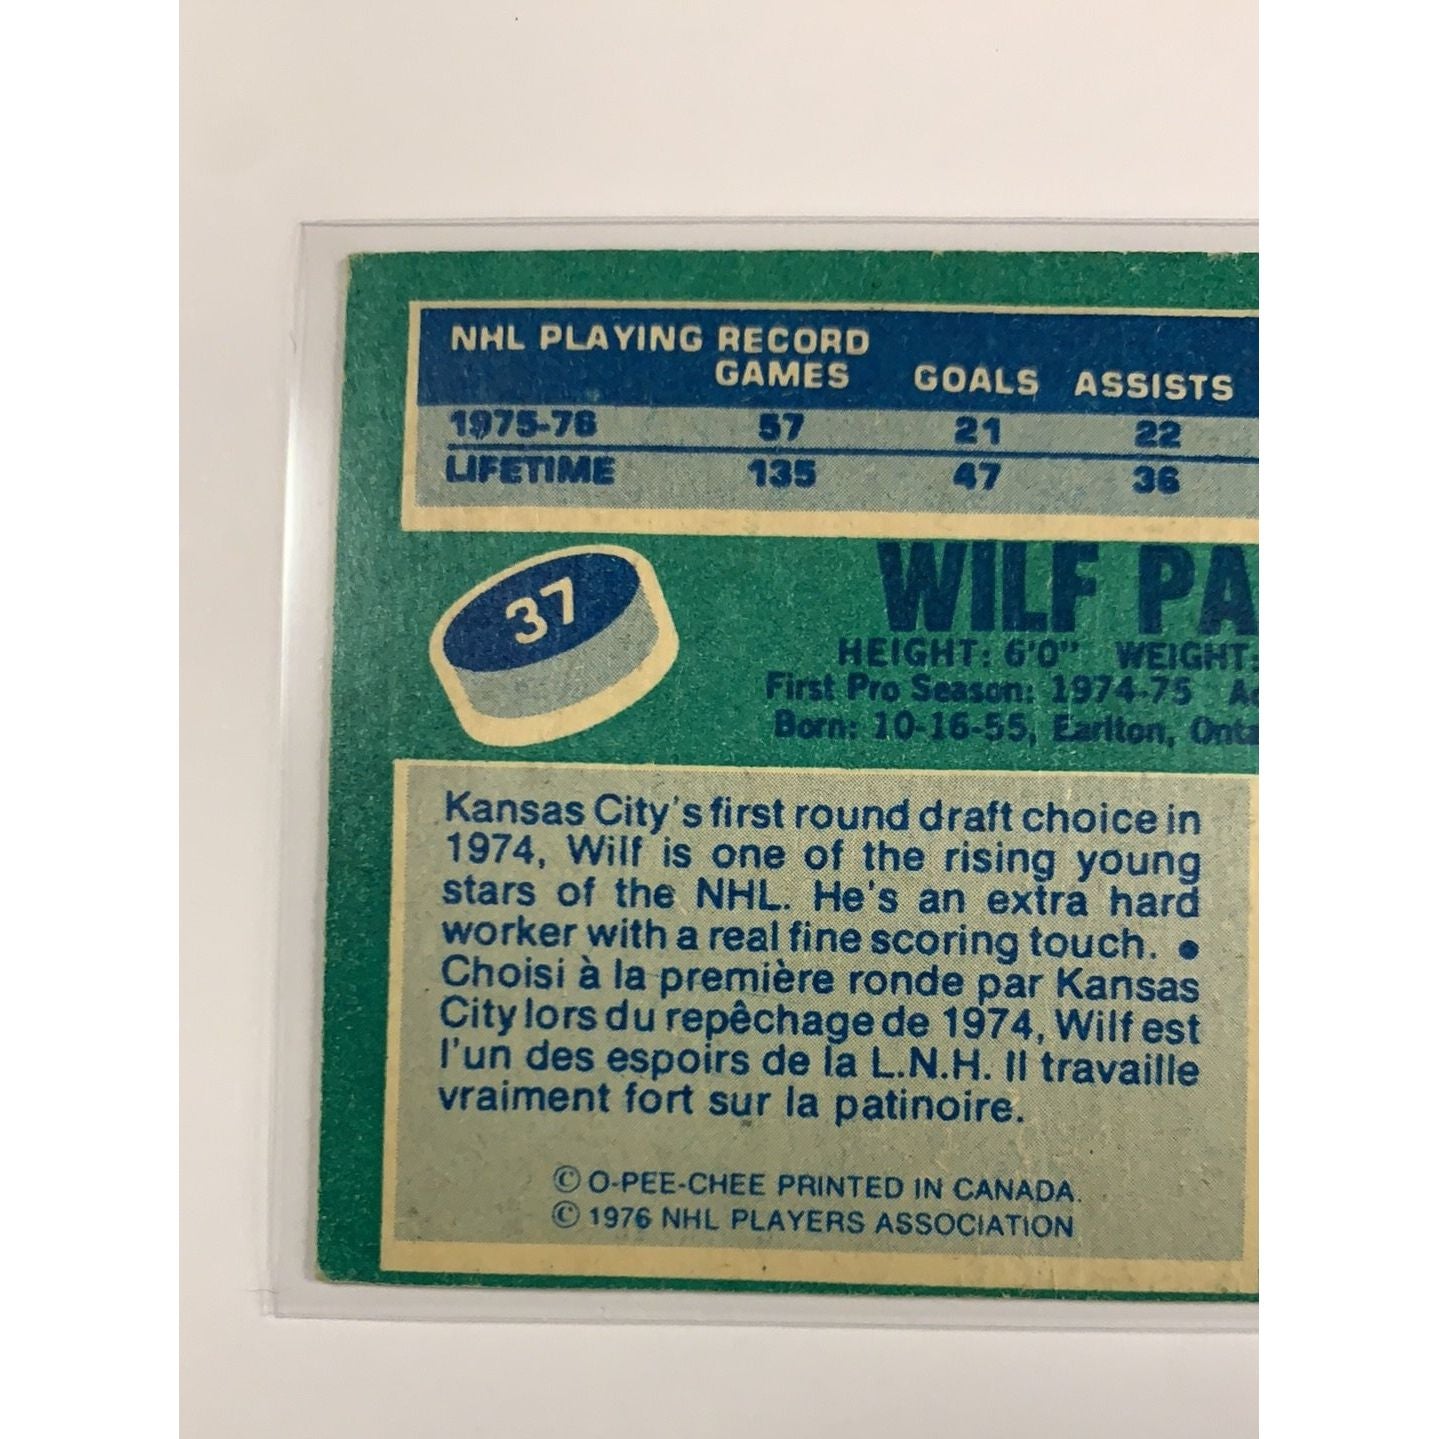 NHL PLAYING RECORD
GAMES GOALS ASSISTS
1975-76 57 21 22
LIFETIME 135 47 36
37
WILF PA
HEIGHT: 6'0" WEIGHT:
First Pro Season: 1974-75
Born: 10-16-55, Earlton, Onta
Kansas City's first round draft choice in
1974, Wilf is one of the rising young
stars of the NHL. He's an extra hard
worker with a real fine scoring touch. •
Choisi à la première ronde par Kansas
City lors du repêchage de 1974, Wilf est
l'un des espoirs de la L.N.H. Il travaille
vraiment fort sur la patinoire.
© O-PEE-CHEE PRINTED IN CANADA.
© 1976 NHL PLAYERS ASSOCIATION